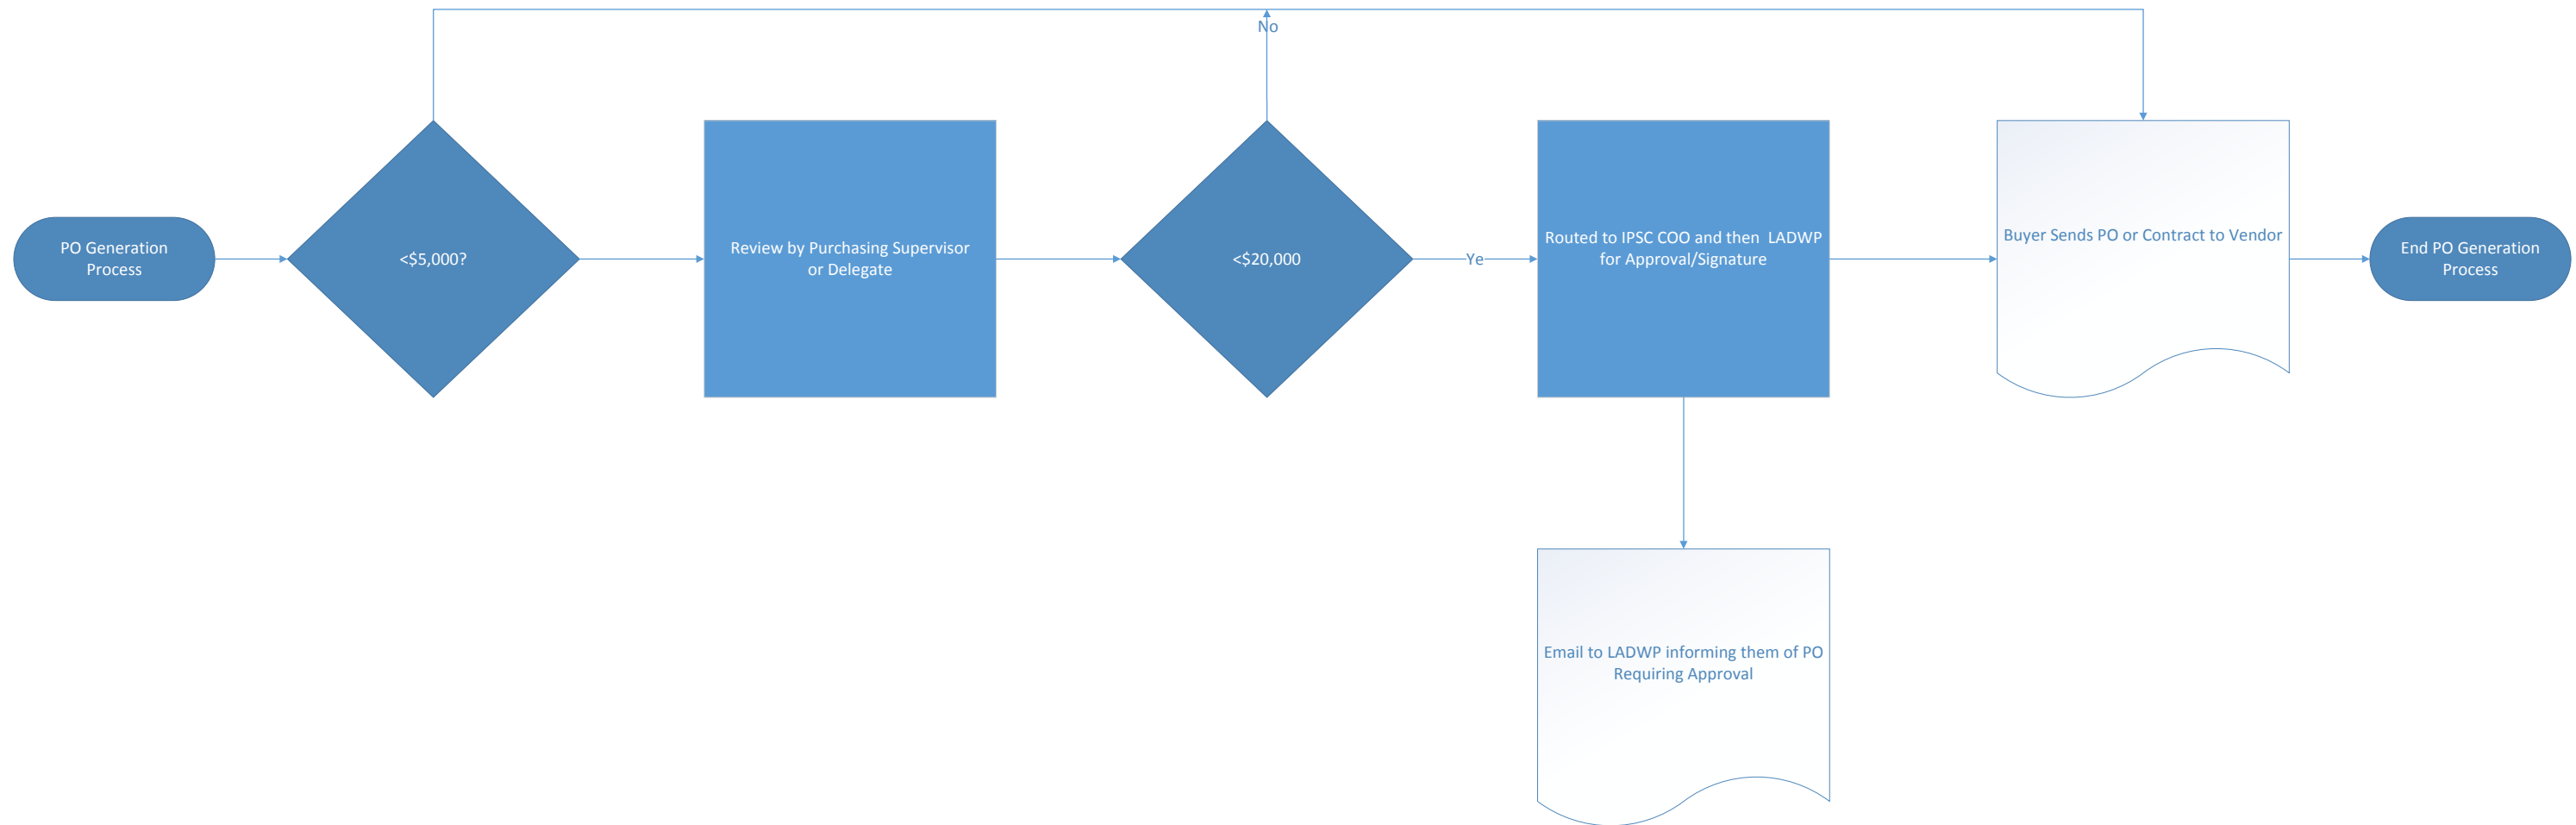 No
PO Generation
Process
<$5,000?
Review by Purchasing Supervisor
or Delegate
<$20,000
Ye
Routed to IPSC COO and then  LADWP
for Approval/Signature
Buyer Sends PO or Contract to Vendor
End PO Generation
Process
Email to LADWP informing them of PO
Requiring Approval